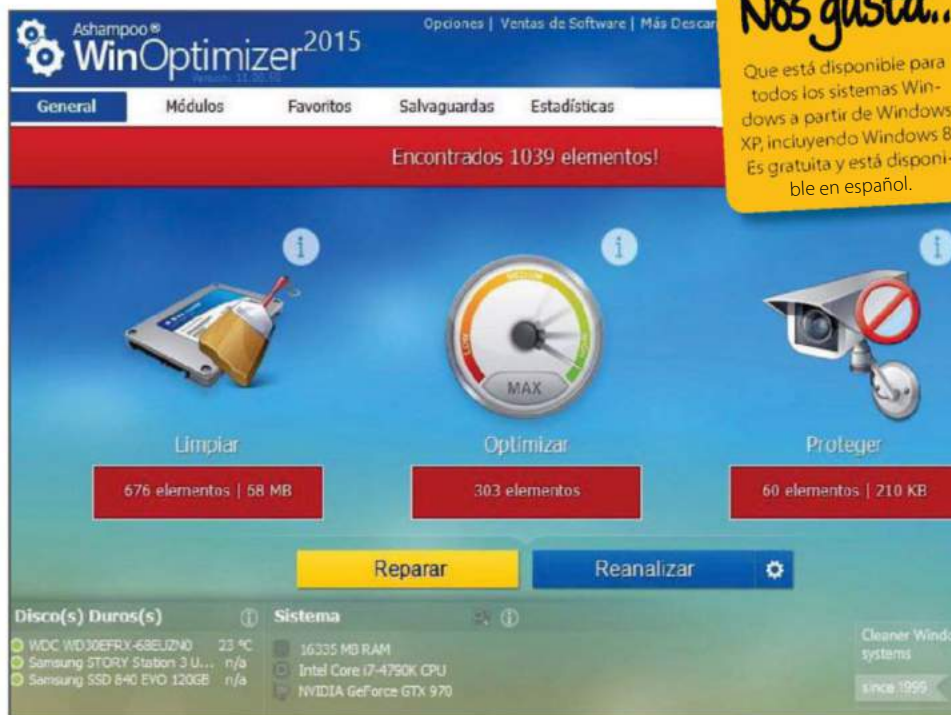 Ashampoo®
WinOptimizer 2015
Opciones | Ventas de Software | Más Descar
Nos gusta...
Que está disponible para
todos los sistemas Win-
dows a partir de Windows
XP, incluyendo Windows 8.
Es gratuita y está disponi-
ble en español.
General Módulos Favoritos Salvaguardas Estadísticas
Encontrados 1039 elementos!
LOW MEDIUM HIGH
MAX
Limpiar Optimizar Proteger
676 elementos | 58 MB 303 elementos 60 elementos | 210 KB
Reparar Reanalizar
Disco(s) Duros(s) Sistema
WDC WD30EFRX-68EUZN0 23 °C
Samsung STORY Station 3 U... n/a
Samsung SSD 840 EVO 120GB n/a
16335 MB RAM
Intel Core i7-4790K CPU
NVIDIA GeForce GTX 970
Cleaner Windo
systems
since 1999